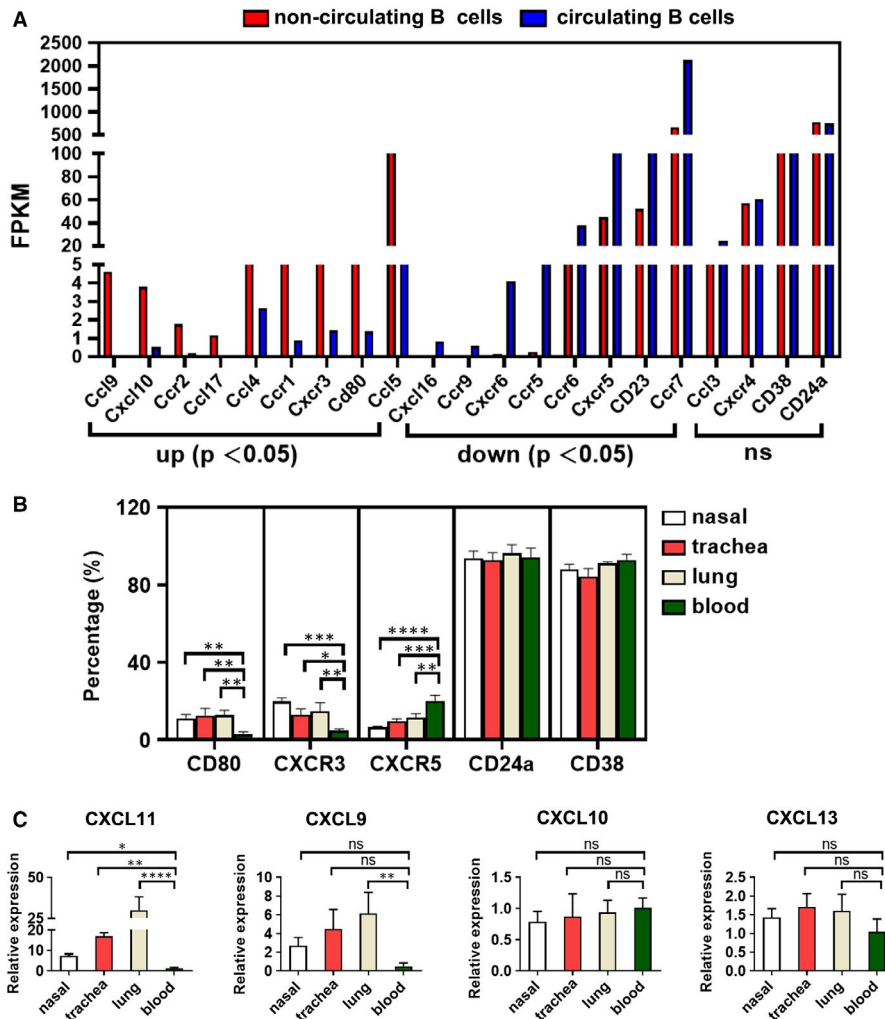 A
non-circulating B cells
circulating B cells
FPKM
2500
2000
1500
1000
500
100
80
60
40
20
5
4
3
2
1
0
Ccl9 Cxcl10 Ccr2 Ccl17 Ccl4 Ccr1 Cxcr3 Cd80 Ccl5 Cxcl16 Ccr9 Cxcr6 Ccr5 Ccr6 Cxcr5 CD23 Ccr7 Ccl3 Cxcr4 CD38 CD24a
up (p <0.05) down (p <0.05) ns
B
Percentage (%)
120
80
40
0
** ** **
*** * **
**** *** **
CD80 CXCR3 CXCR5 CD24a CD38
nasal
trachea
lung
blood
C
CXCL11
Relative expression
50
25
20
10
0
*
**
****
nasal trachea lung blood
CXCL9
Relative expression
10
8
6
4
2
0
ns
ns
**
nasal trachea lung blood
CXCL10
Relative expression
1.5
1.0
0.5
0.0
ns
ns
ns
nasal trachea lung blood
CXCL13
Relative expression
2.5
2.0
1.5
1.0
0.5
0.0
ns
ns
ns
nasal trachea lung blood